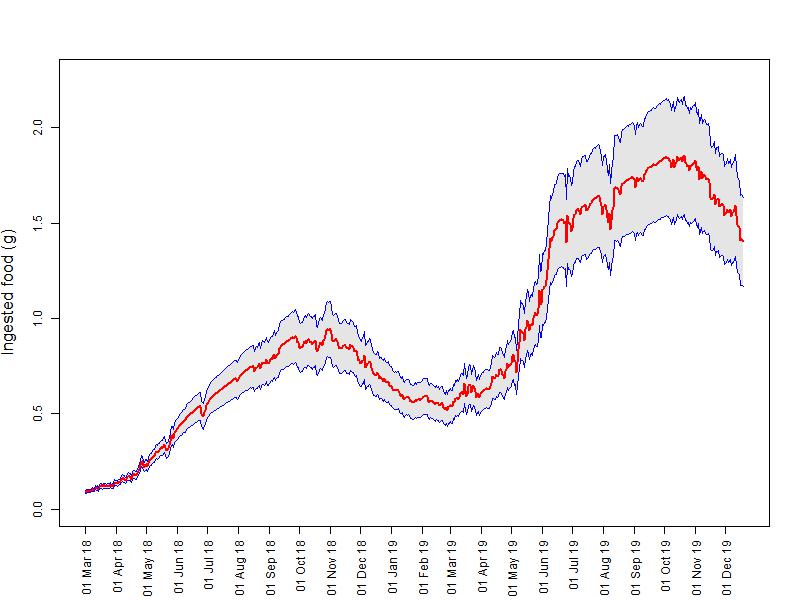 Ingested food (g)
2.0
1.5
1.0
0.5
0.0
01 Mar 18
01 Apr 18
01 May 18
01 Jun 18
01 Jul 18
01 Aug 18
01 Sep 18
01 Oct 18
01 Nov 18
01 Dec 18
01 Jan 19
01 Feb 19
01 Mar 19
01 Apr 19
01 May 19
01 Jun 19
01 Jul 19
01 Aug 19
01 Sep 19
01 Oct 19
01 Nov 19
01 Dec 19